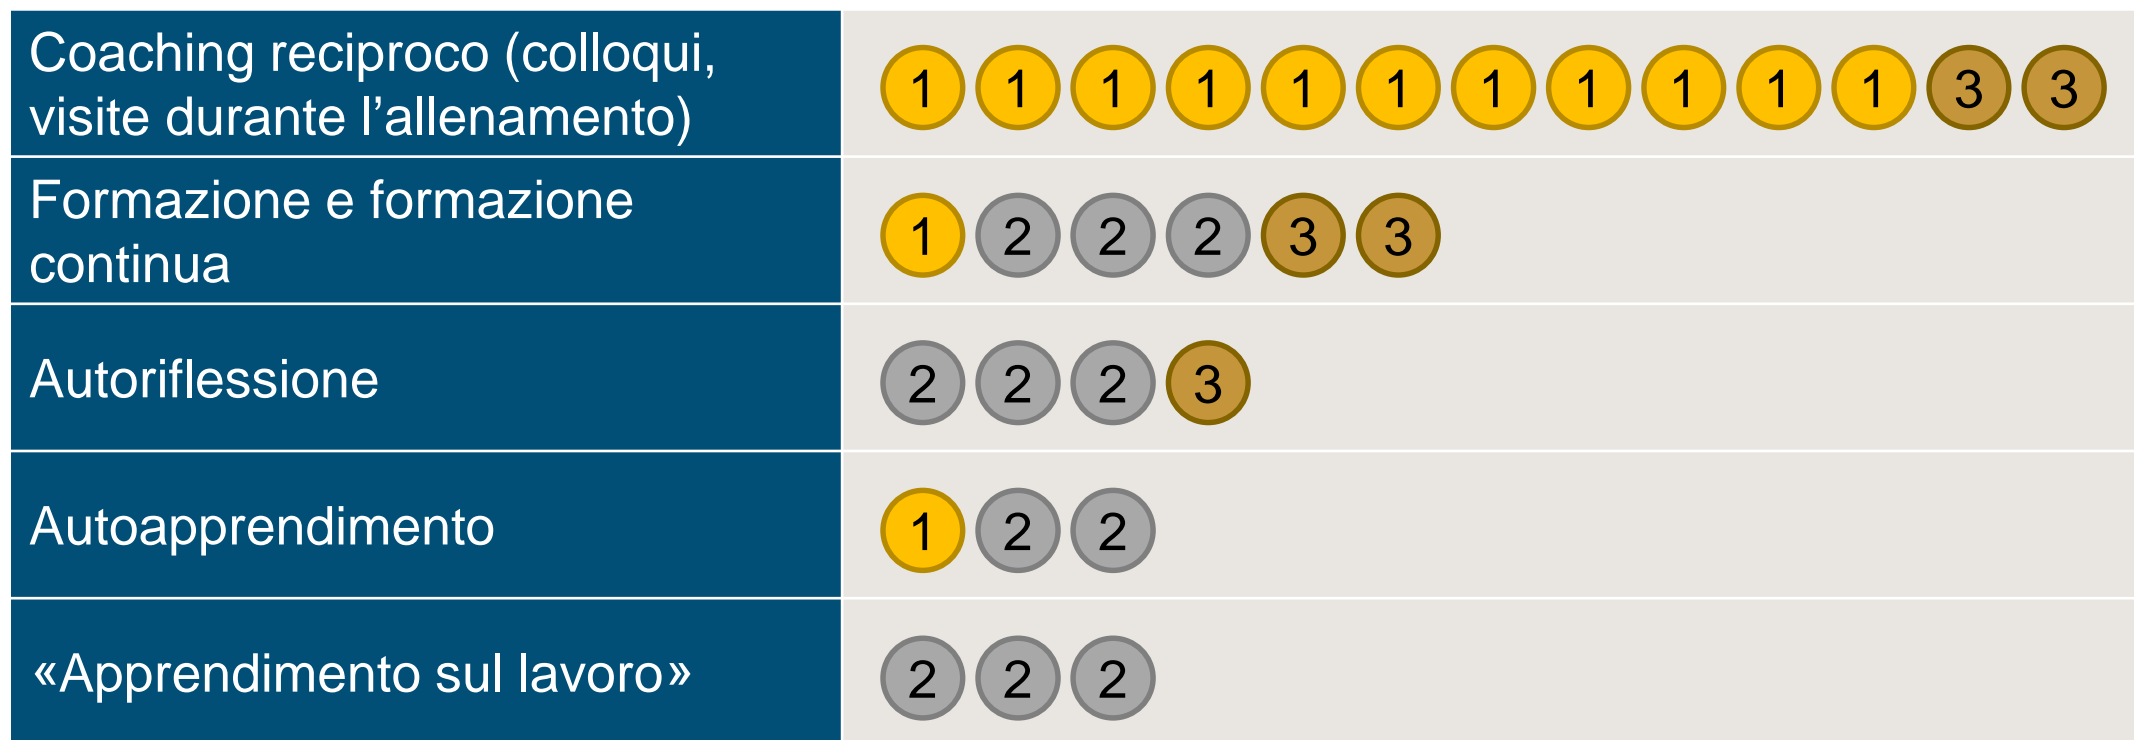 Coaching reciproco (colloqui,
visite durante l'allenamento)
1 1 1 1 1 1 1 1 1 1 1 3 3
Formazione e formazione
continua
1 2 2 2 3 3
Autoriflessione
2 2 2 3
Autoapprendimento
1 2 2
«Apprendimento sul lavoro»
2 2 2